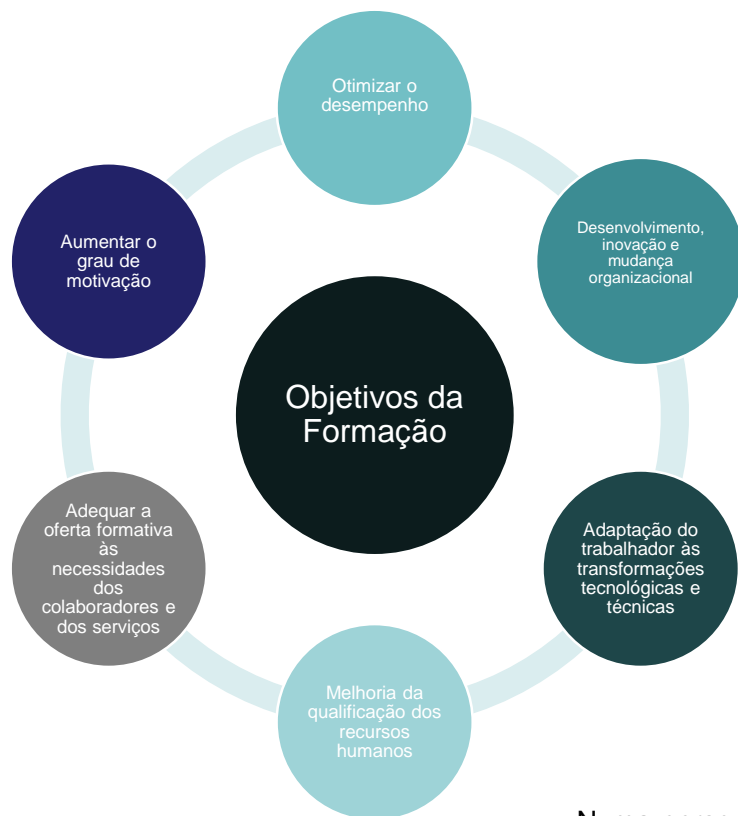 Otimizar o
desempenho
Desenvolvimento,
inovação e
mudança
organizacional
Adaptação do
trabalhador às
transformações
tecnológicas e
técnicas
Melhoria da
qualificação dos
recursos
humanos
Adequar a
oferta formativa
às
necessidades
dos
colaboradores e
dos serviços
Aumentar o
grau de
motivação
Objetivos da
Formação